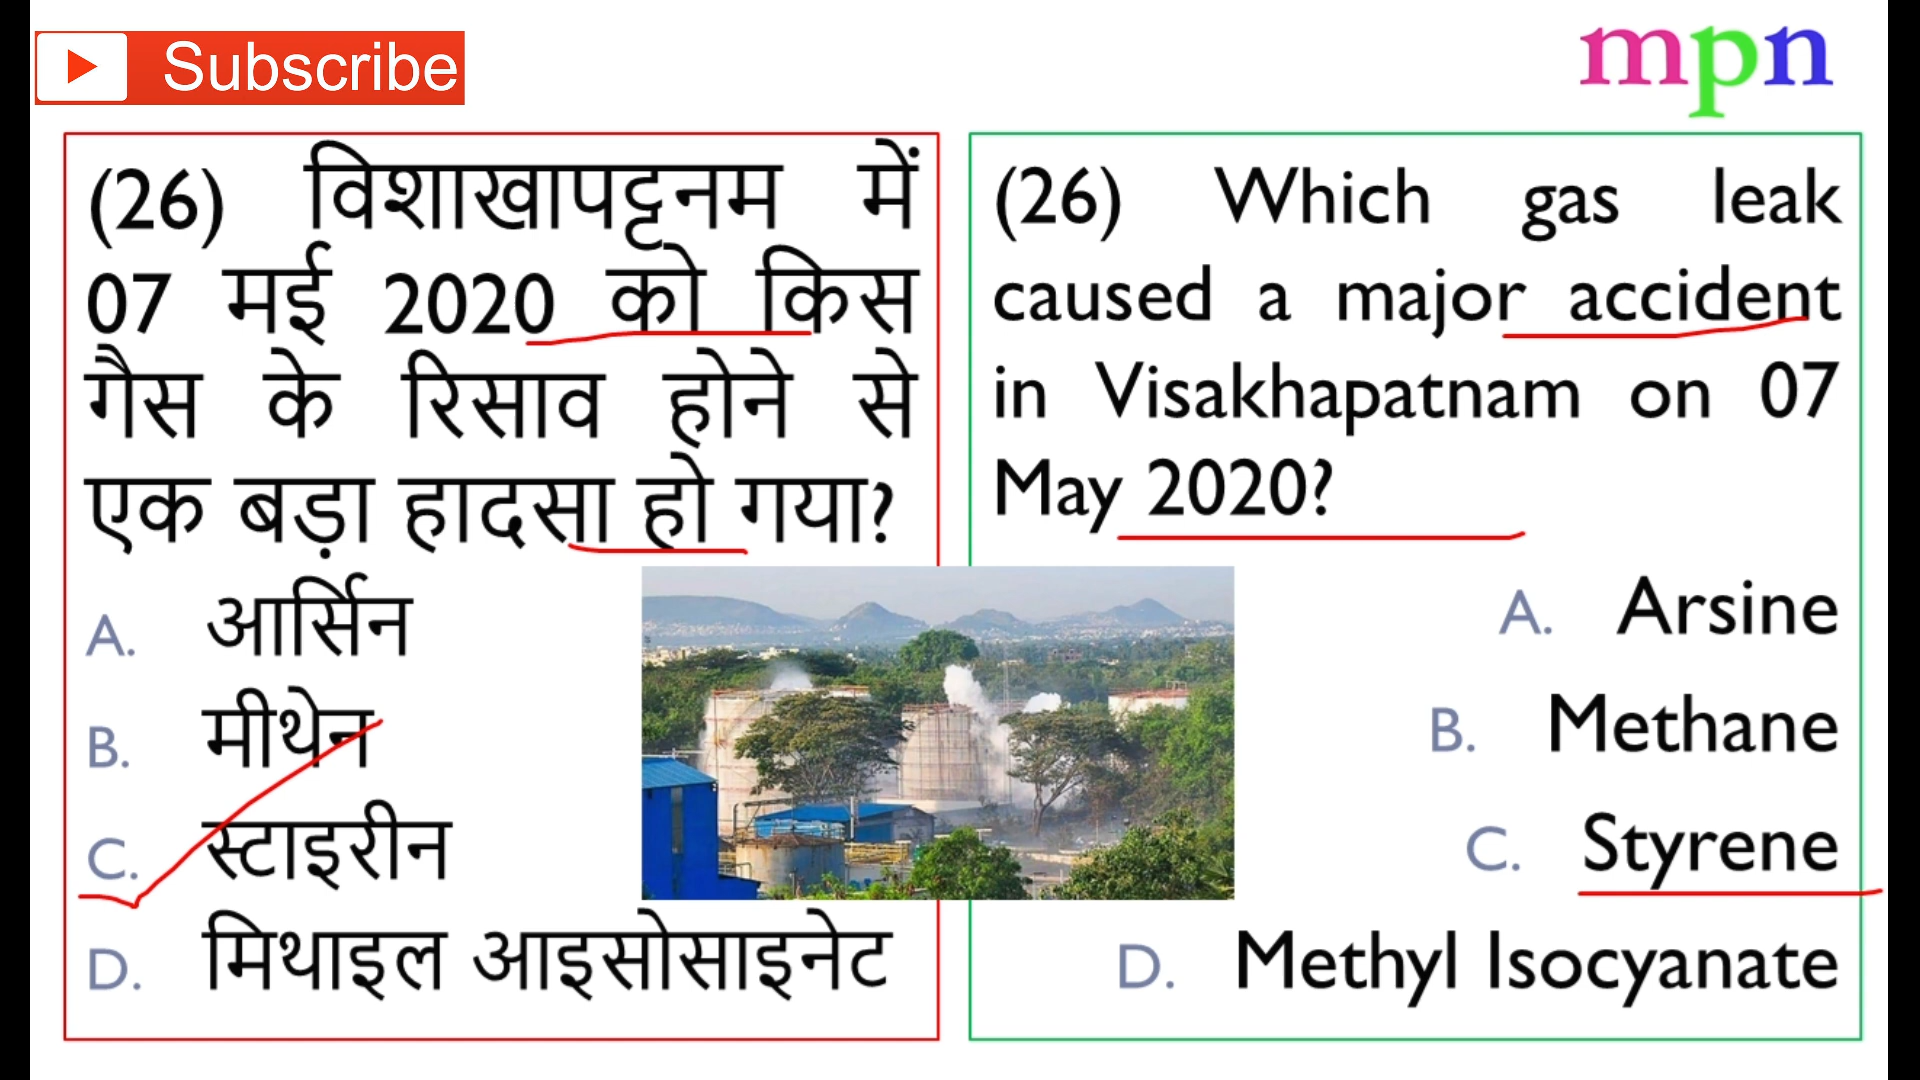 Subscribe
mpn
(26) विशाखापट्टनम में
07 मई 2020 को किस
गैस के रिसाव होने से
एक बड़ा हादसा हो गया?
A. आर्सिन
B. मीथेन
C. स्टाइरीन
D. मिथाइल आइसोसाइनेट
(26) Which gas leak
caused a major accident
in Visakhapatnam on 07
May 2020?
A. Arsine
B. Methane
C. Styrene
D. Methyl Isocyanate